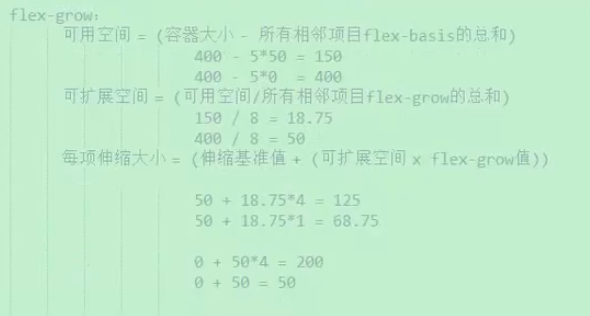 flex-grow:
可用空间 = (容器大小 - 所有相邻项目flex-basis的总和)
400 - 5*50 = 150
400 - 5*0 = 400
可扩展空间 = (可用空间/所有相邻项目flex-grow的总和)
150 / 8 = 18.75
400 / 8 = 50
每项伸缩大小 = (伸缩基准值 + (可扩展空间 x flex-grow值))
50 + 18.75*4 = 125
50 + 18.75*1 = 68.75
0 + 50*4 = 200
0 + 50 = 50